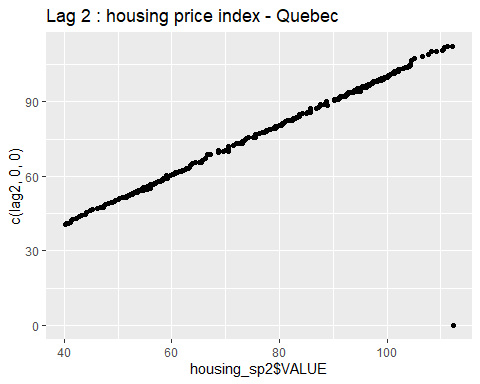 Lag 2 : housing price index - Quebec
c(lag2, 0, 0)
90
60
30
0
40
60
80
100
housing_sp2$VALUE